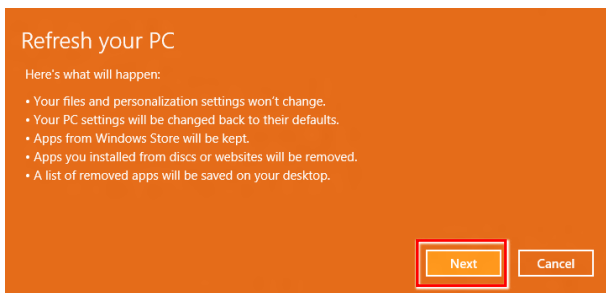 Refresh your PC
Here's what will happen:
• Your files and personalization settings won't change.
• Your PC settings will be changed back to their defaults.
• Apps from Windows Store will be kept.
• Apps you installed from discs or websites will be removed.
• A list of removed apps will be saved on your desktop.
Next Cancel